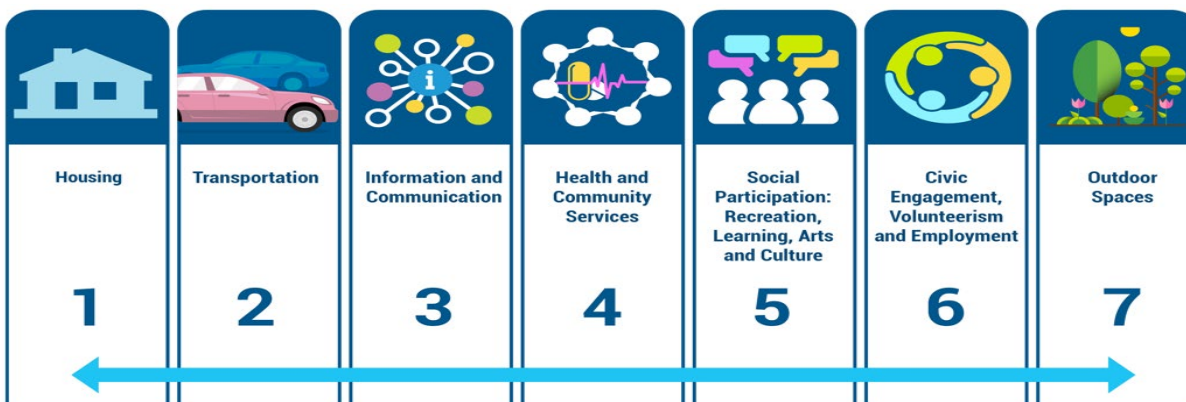 i
Housing
Transportation
Information and
Communication
Health and
Community
Services
Social
Participation:
Recreation,
Learning, Arts
and Culture
Civic
Engagement,
Volunteerism
and Employment
Outdoor
Spaces
1
2
3
4
5
6
7